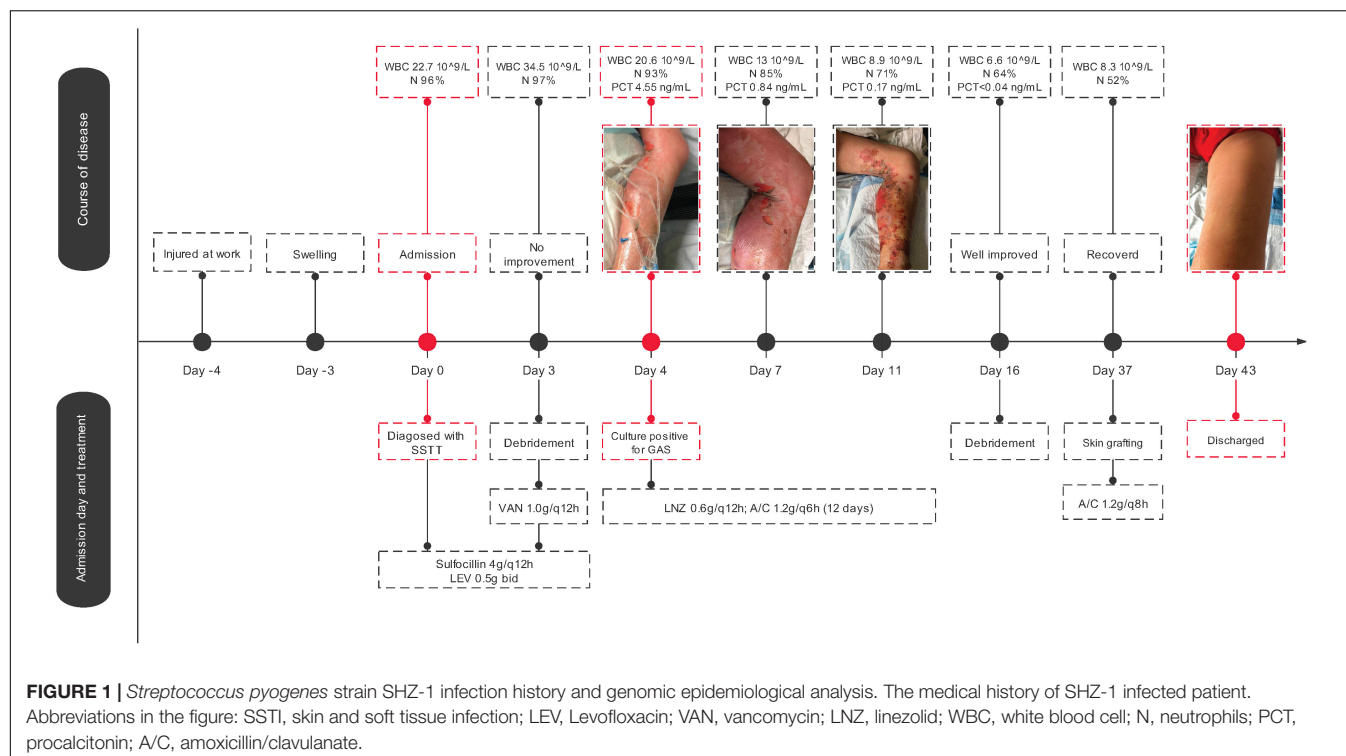 Course of disease
WBC 22.7 10^9/L
N 96%
WBC 34.5 10^9/L
N 97%
WBC 20.6 10^9/L
N 93%
PCT 4.55 ng/mL
WBC 13 10^9/L
N 85%
PCT 0.84 ng/mL
WBC 8.9 10^9/L
N 71%
PCT 0.17 ng/mL
WBC 6.6 10^9/L
N 64%
PCT<0.04 ng/mL
WBC 8.3 10^9/L
N 52%
Injured at work
Swelling
Admission
No
improvement
Well improved
Recoverd
Day -4
Day -3
Day 0
Day 3
Day 4
Day 7
Day 11
Day 16
Day 37
Day 43
Admission day and treatment
Diagosed with
SSTT
Debridement
Culture positive
for GAS
Debridement
Skin grafting
Discharged
VAN 1.0g/q12h
LNZ 0.6g/q12h; A/C 1.2g/q6h (12 days)
A/C 1.2g/q8h
Sulfocillin 4g/q12h
LEV 0.5g bid
FIGURE 1 | Streptococcus pyogenes strain SHZ-1 infection history and genomic epidemiological analysis. The medical history of SHZ-1 infected patient.
Abbreviations in the figure: SSTI, skin and soft tissue infection; LEV, Levofloxacin; VAN, vancomycin; LNZ, linezolid; WBC, white blood cell; N, neutrophils; PCT,
procalcitonin; A/C, amoxicillin/clavulanate.